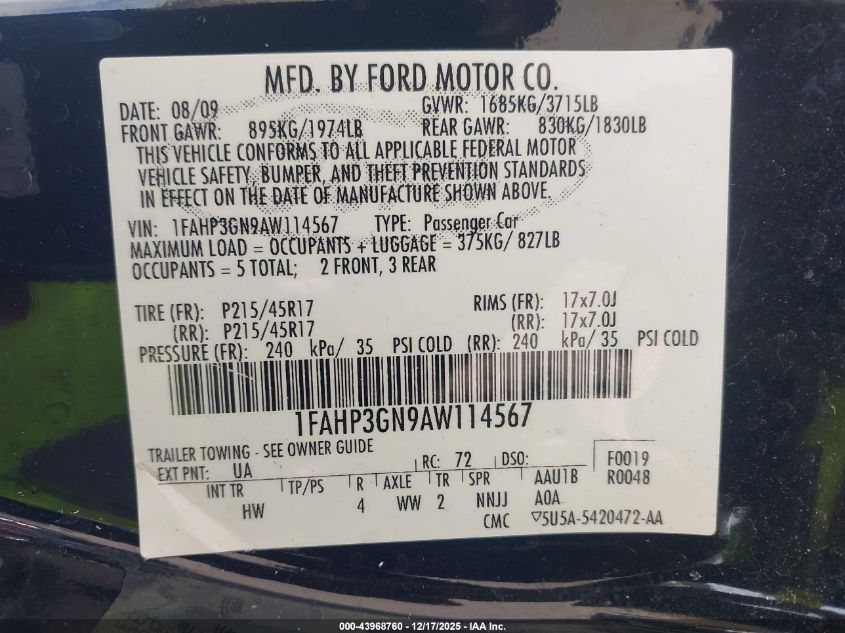 MFD. BY FORD MOTOR CO.
DATE: 08/09 GVWR: 1685KG/3715LB
FRONT GAWR: 895KG/1974LB REAR GAWR: 830KG/1830LB
THIS VEHICLE CONFORMS TO ALL APPLICABLE FEDERAL MOTOR
VEHICLE SAFETY, BUMPER, AND THEFT PREVENTION STANDARDS
IN EFFECT ON THE DATE OF MANUFACTURE SHOWN ABOVE.
VIN: 1FAHP3GN9AW114567 TYPE: Passenger Car
MAXIMUM LOAD = OCCUPANTS + LUGGAGE = 375KG/ 827LB
OCCUPANTS = 5 TOTAL; 2 FRONT, 3 REAR
TIRE (FR): P215/45R17 RIMS (FR): 17x7.0J
(RR): P215/45R17 (RR): 17x7.0J
PRESSURE (FR): 240 kPa/ 35 PSI COLD (RR): 240 kPa/ 35 PSI COLD
1FAHP3GN9AW114567
TRAILER TOWING - SEE OWNER GUIDE
EXT PNT: UA RC: 72 DSO: F0019
INT TR TP/PS R AXLE TR SPR AAU1B R0048
HW 4 WW 2 NNJJ A0A
CMC ▽5U5A-5420472-AA
000-43968760 - 12/17/2025 - IAA Inc.